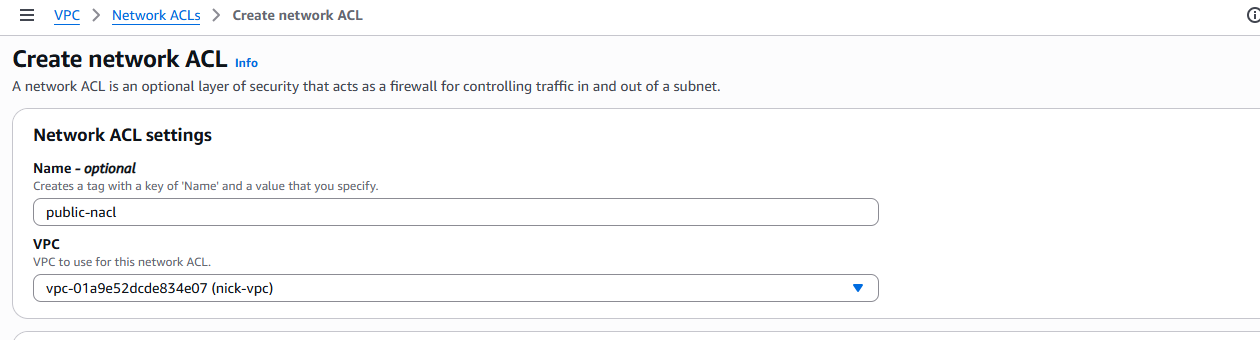 VPC > Network ACLs > Create network ACL
Create network ACL Info
A network ACL is an optional layer of security that acts as a firewall for controlling traffic in and out of a subnet.
Network ACL settings
Name - optional
Creates a tag with a key of 'Name' and a value that you specify.
public-nacl
VPC
VPC to use for this network ACL.
vpc-01a9e52dcde834e07 (nick-vpc)